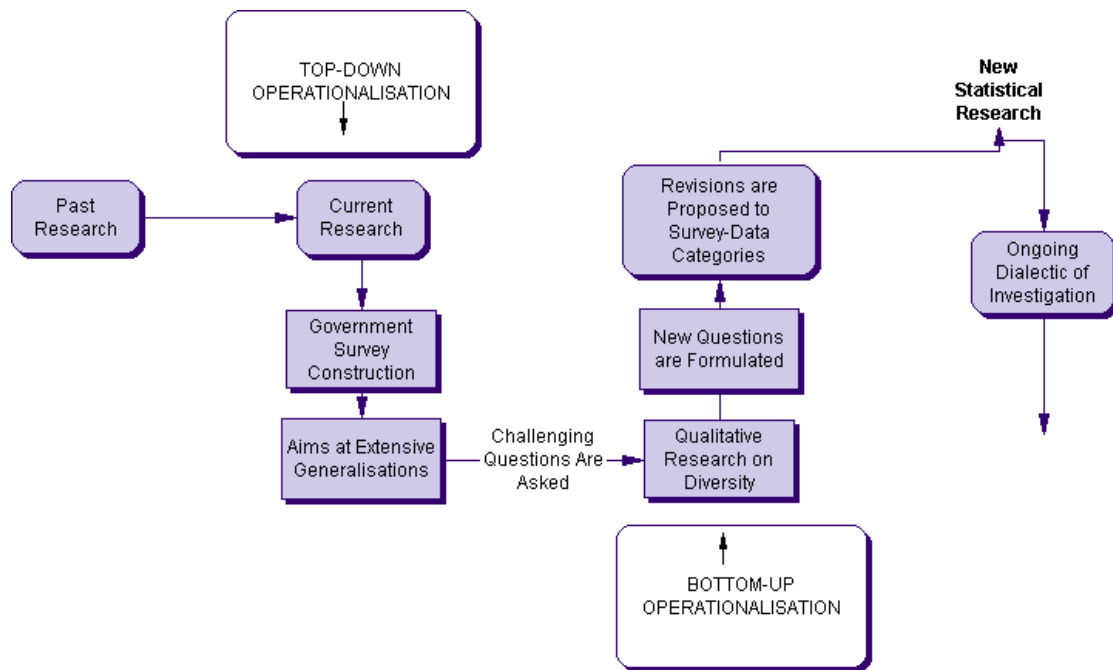 TOP-DOWN
OPERATIONALISATION
Past
Research
Current
Research
Government
Survey
Construction
Aims at Extensive
Generalisations
Challenging
Questions Are
Asked
Qualitative
Research on
Diversity
BOTTOM-UP
OPERATIONALISATION
New Questions
are Formulated
Revisions are
Proposed to
Survey-Data
Categories
New
Statistical
Research
Ongoing
Dialectic of
Investigation